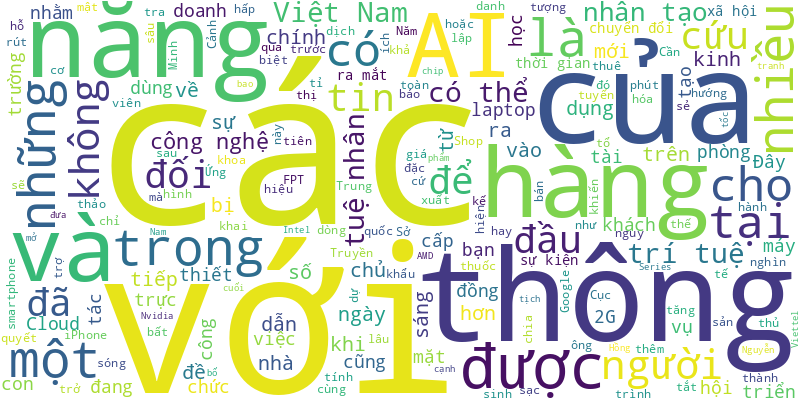 các
với
thông
của
hàng
năng
và
AI
trong
được
một
những
không
người
nhiều
là
có
tin
tại
cho
đầu
để
đối
đã
cứu
Việt Nam
nhân tạo
có thể
công nghệ
trí tuệ
tuệ nhân
chính
doanh
nhằm
tra
hấp
dịch
hoặc
lập
danh
tượng
chuyển đổi
xã hội
mới
kinh
thời gian
thuê
phút
học
ra mắt
toàn
báo
laptop
dụng
tạo
hóa
hướng
tuyến
đó
Cần
khả
ích
Năm
trước
qua
biệt
Cảnh
Minh
sâu
mật
rút
hỗ
cơ
trường
viên
dùng
về
sự
tỉ
thị
bao
chip
ra
từ
vào
tài
trên
phòng
Đây
tranh
sẻ
tố
tốc
khách
thể
khiến
bán
hiện
kể
phẩm
Shop
giá
đặc
cứ
xuất
Trung
FPT
hiệu
này
tiên
khoa
Ứng
mà
hình
sau
sẽ
thảo
chỉ
bị
khai
đưa
Nam
Intel
dòng
quốc
Sở
hay
bạn
cấp
AMD
sự kiện
như
nguy
hành
máy
nghìn
Series
tế
thuốc
khẩu
chủ
Truyền
số
thiết
tiếp
trực
tác
trợ
mở
smartphone
Cloud
iPhone
Nvidia
cuối
dự
ngày
sáng
đồng
hơn
Google
Cục
2G
vụ
tăng
sản
thủ
Viettel
tịch
chia
ông
Hồng
thêm
Nguyễn
thành
triển
hội
tắt
trình
sạc
sinh
cạnh
mặt
khi
lâu
việc
dẫn
nhà
cũng
tính
cùng
bố
chức
đề
công
bất
sóng
quyết
con
trở
đang